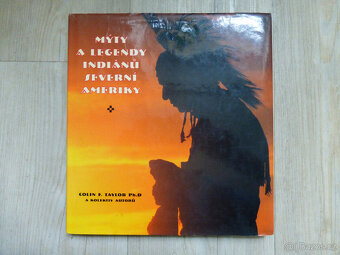 MÝTY
A LEGENDY
INDIÁNŮ
SEVERNÍ
AMERIKY
COLIN F. TAYLOR Ph.D
A KOLEKTIV AUTORŮ